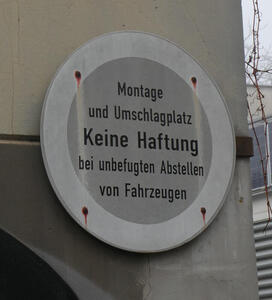 Montage
und Umschlagplatz
Keine Haftung
bei unbefugten Abstellen
von Fahrzeugen